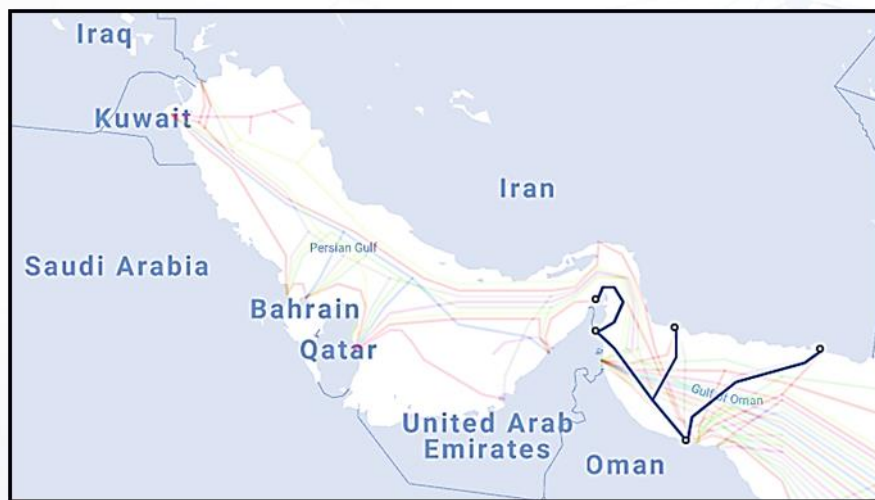 Iraq
Kuwait
Iran
Persian Gulf
Saudi Arabia
Bahrain
Qatar
Gulf of Oman
United Arab
Emirates
Oman